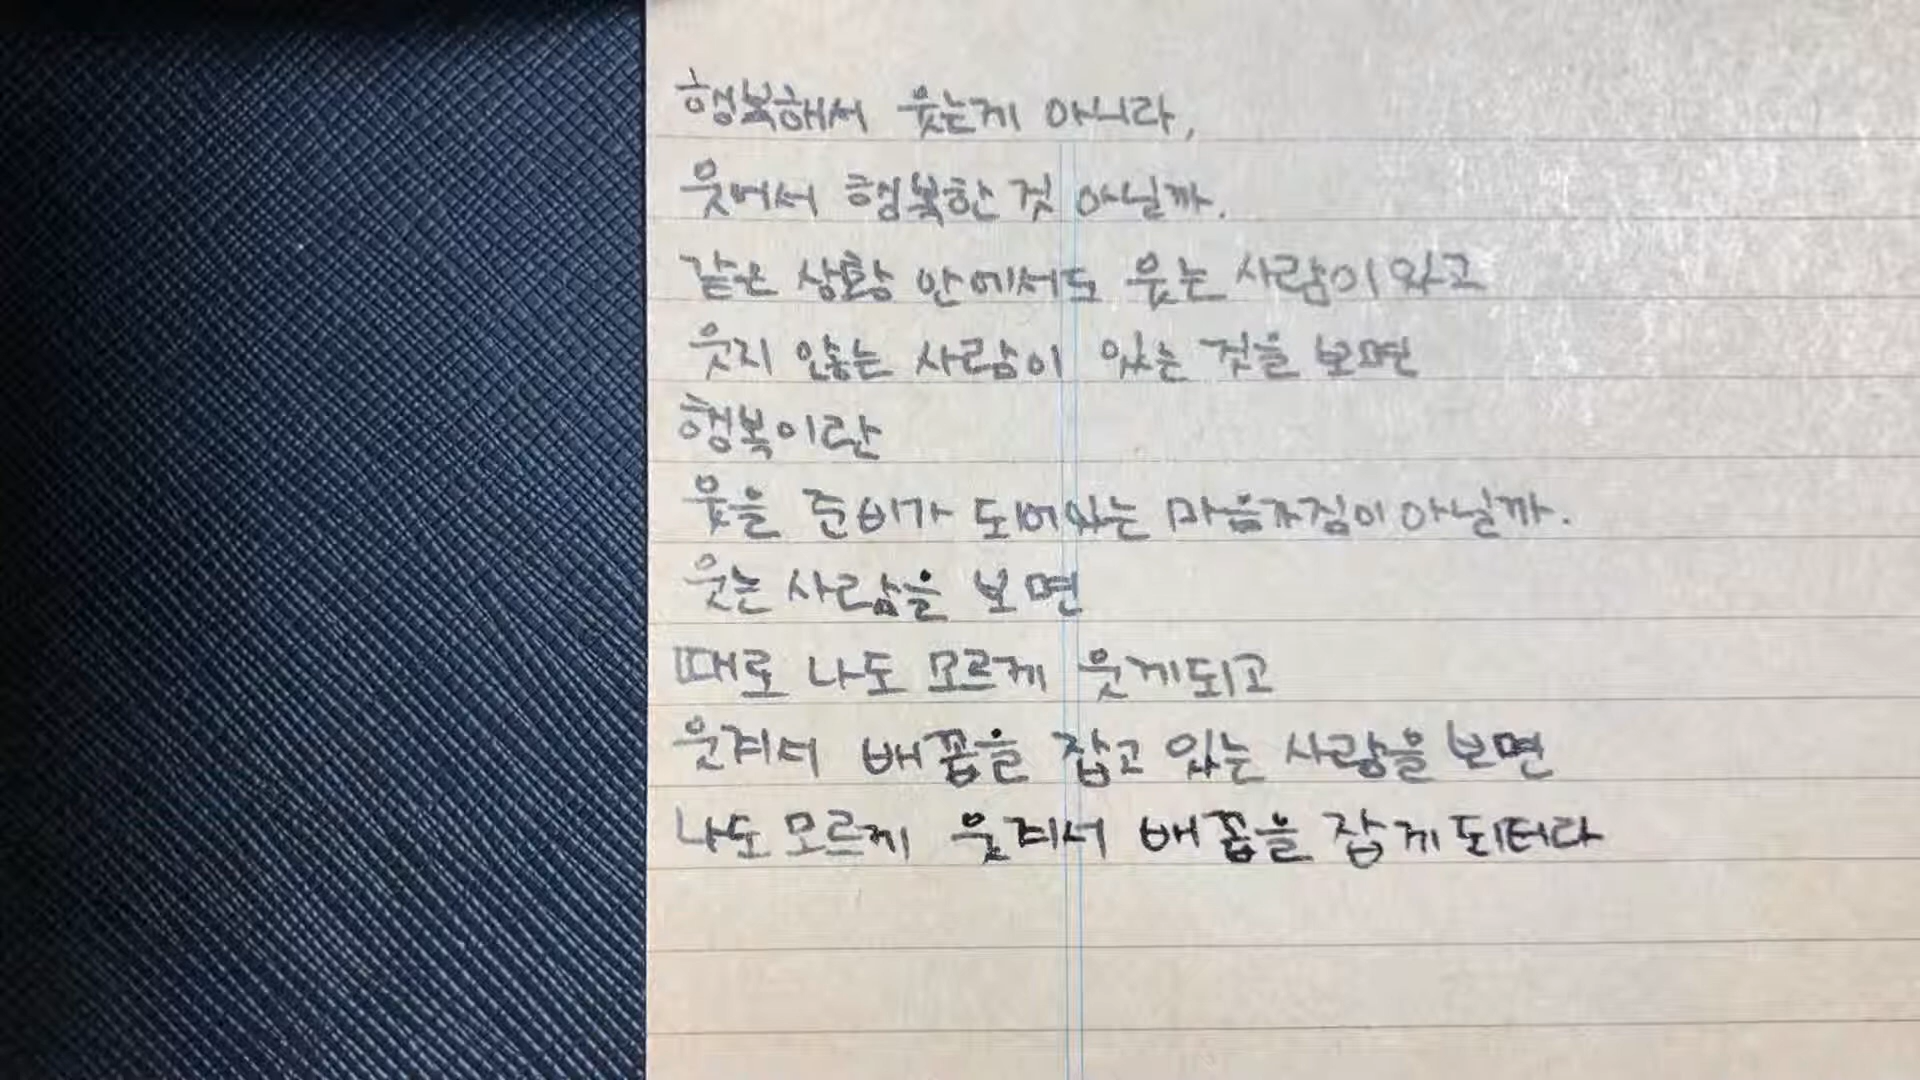 행복해서 웃는게 아니라,
웃어서 행복한 것 아닐까.
같은 상황 안에서도 웃는 사람이 있고
웃지 않는 사람이 있는 것을 보면
행복이란
웃을 준비가 되어있는 마음가짐이 아닐까.
웃는 사람을 보면
때로 나도 모르게 웃게되고
웃겨서 배꼽을 잡고 있는 사람을 보면
나도 모르게 웃겨서 배꼽을 잡게 되더라